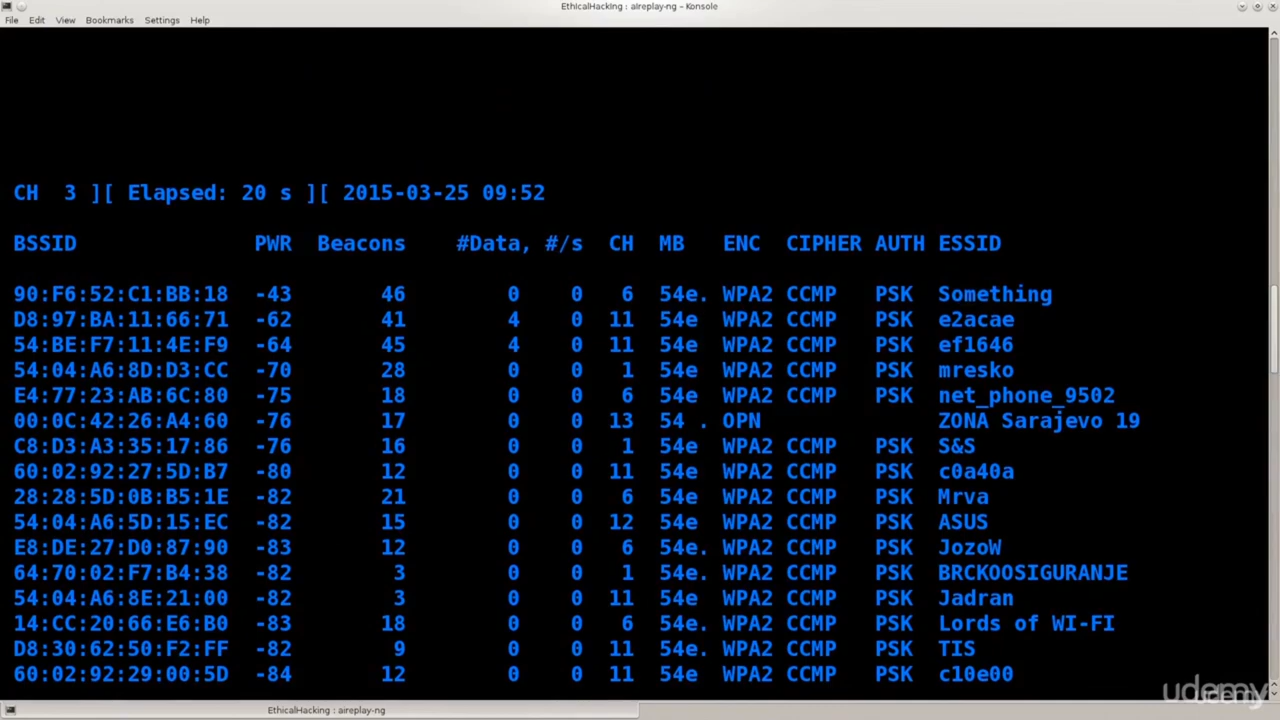 EthicalHacking : aireplay-ng – Konsole
File Edit View Bookmarks Settings Help
CH 3 ][ Elapsed: 20 s ][ 2015-03-25 09:52
BSSID PWR Beacons #Data, #/s CH MB ENC CIPHER AUTH ESSID
90:F6:52:C1:BB:18 -43 46 0 0 6 54e. WPA2 CCMP PSK Something
D8:97:BA:11:66:71 -62 41 4 0 11 54e WPA2 CCMP PSK e2acae
54:BE:F7:11:4E:F9 -64 45 4 0 11 54e WPA2 CCMP PSK ef1646
54:04:A6:8D:D3:CC -70 28 0 0 1 54e WPA2 CCMP PSK mresko
E4:77:23:AB:6C:80 -75 18 0 0 6 54e WPA2 CCMP PSK net_phone_9502
00:0C:42:26:A4:60 -76 17 0 0 13 54 . OPN ZONA Sarajevo 19
C8:D3:A3:35:17:86 -76 16 0 0 1 54e WPA2 CCMP PSK S&S
60:02:92:27:5D:B7 -80 12 0 0 11 54e WPA2 CCMP PSK c0a40a
28:28:5D:0B:B5:1E -82 21 0 0 6 54e WPA2 CCMP PSK Mrva
54:04:A6:5D:15:EC -82 15 0 0 12 54e WPA2 CCMP PSK ASUS
E8:DE:27:D0:87:90 -83 12 0 0 6 54e. WPA2 CCMP PSK JozoW
64:70:02:F7:B4:38 -82 3 0 0 1 54e. WPA2 CCMP PSK BRCKOOSIGURANJE
54:04:A6:8E:21:00 -82 3 0 0 11 54e WPA2 CCMP PSK Jadran
14:CC:20:66:E6:B0 -83 18 0 0 6 54e. WPA2 CCMP PSK Lords of WI-FI
D8:30:62:50:F2:FF -82 9 0 0 11 54e. WPA2 CCMP PSK TIS
60:02:92:29:00:5D -84 12 0 0 11 54e WPA2 CCMP PSK c10e00
udemy
EthicalHacking : aireplay-ng